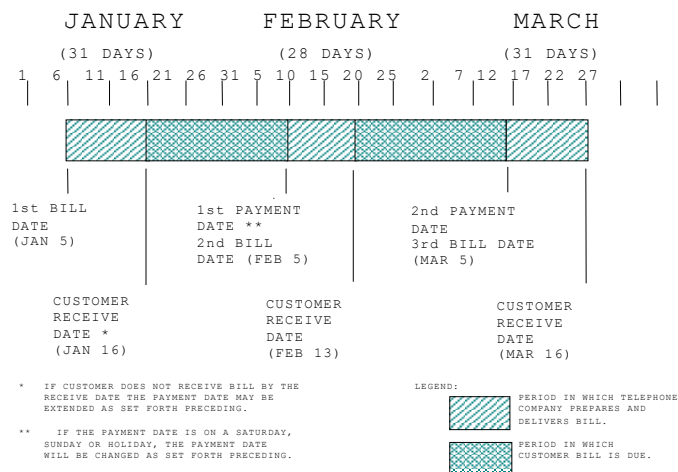 JANUARY FEBRUARY MARCH
(31 DAYS) (28 DAYS) (31 DAYS)
1 6 11 16 21 26 31 5 10 15 20 25 2 7 12 17 22 27
1st BILL
DATE
(JAN 5)
1st PAYMENT
DATE **
2nd BILL
DATE (FEB 5)
2nd PAYMENT
DATE
3rd BILL DATE
(MAR 5)
CUSTOMER
RECEIVE
DATE *
(JAN 16)
CUSTOMER
RECEIVE
DATE
(FEB 13)
CUSTOMER
RECEIVE
DATE
(MAR 16)
* IF CUSTOMER DOES NOT RECEIVE BILL BY THE
RECEIVE DATE THE PAYMENT DATE MAY BE
EXTENDED AS SET FORTH PRECEDING.
** IF THE PAYMENT DATE IS ON A SATURDAY,
SUNDAY OR HOLIDAY, THE PAYMENT DATE
WILL BE CHANGED AS SET FORTH PRECEDING.
LEGEND:
PERIOD IN WHICH TELEPHONE
COMPANY PREPARES AND
DELIVERS BILL.
PERIOD IN WHICH
CUSTOMER BILL IS DUE.